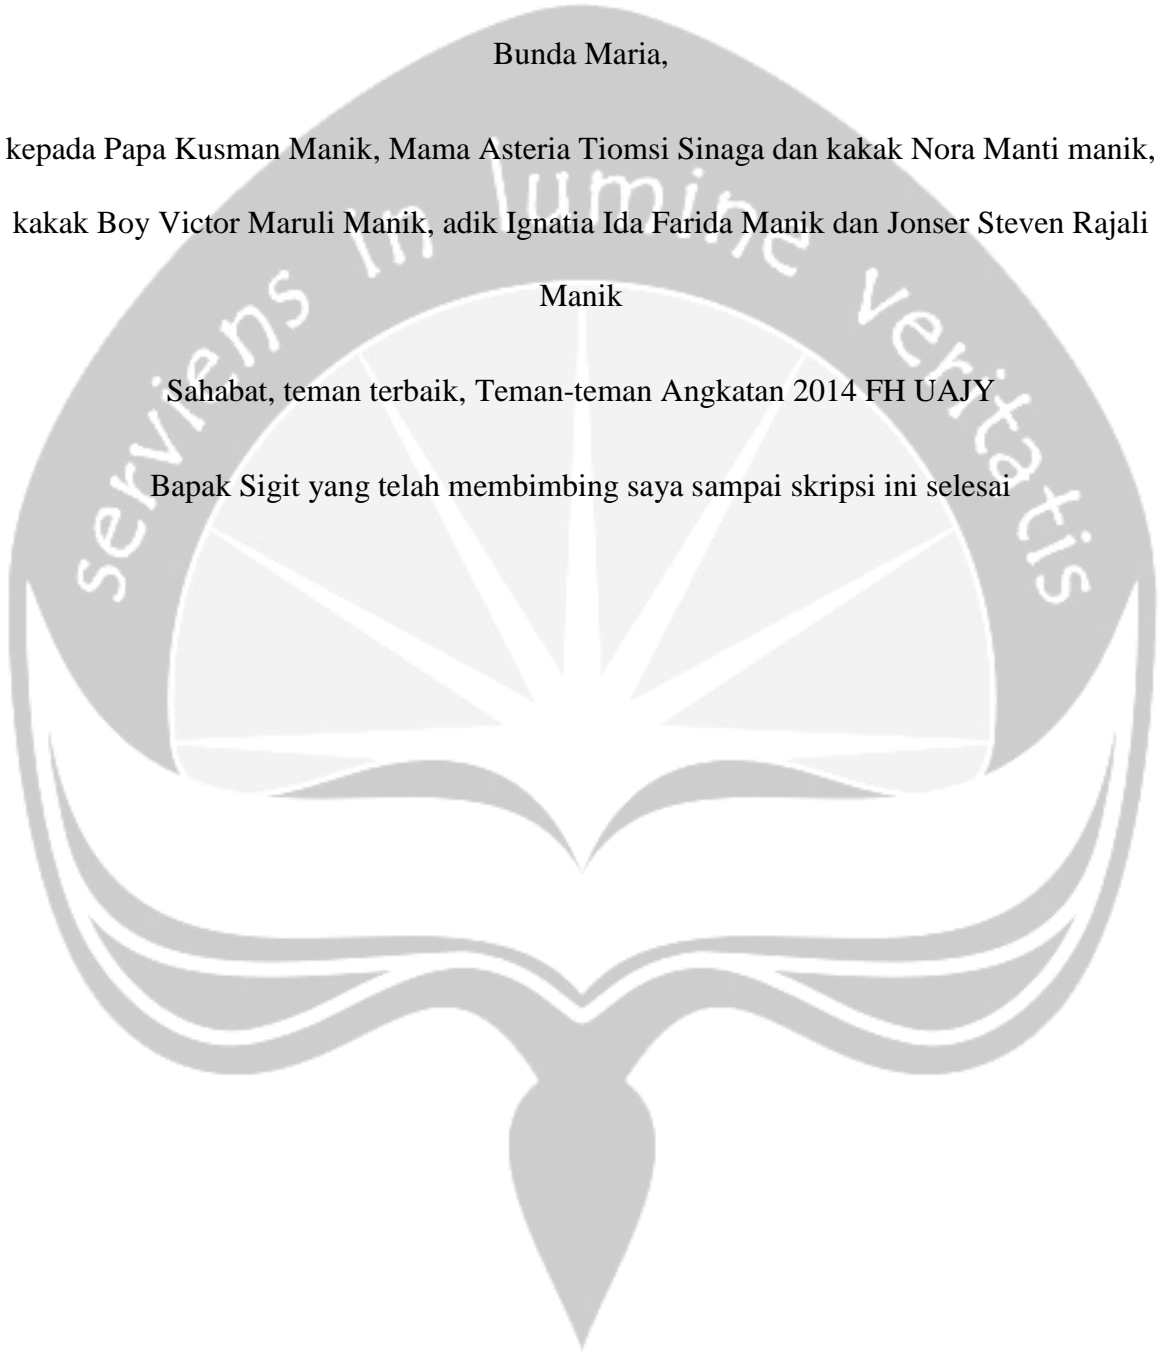 Bunda Maria,
kepada Papa Kusman Manik, Mama Asteria Tiomsi Sinaga dan kakak Nora Manti manik,
kakak Boy Victor Maruli Manik, adik Ignatia Ida Farida Manik dan Jonser Steven Rajali
Manik
Sahabat, teman terbaik, Teman-teman Angkatan 2014 FH UAJY
Bapak Sigit yang telah membimbing saya sampai skripsi ini selesai
serviens in lumine veritatis